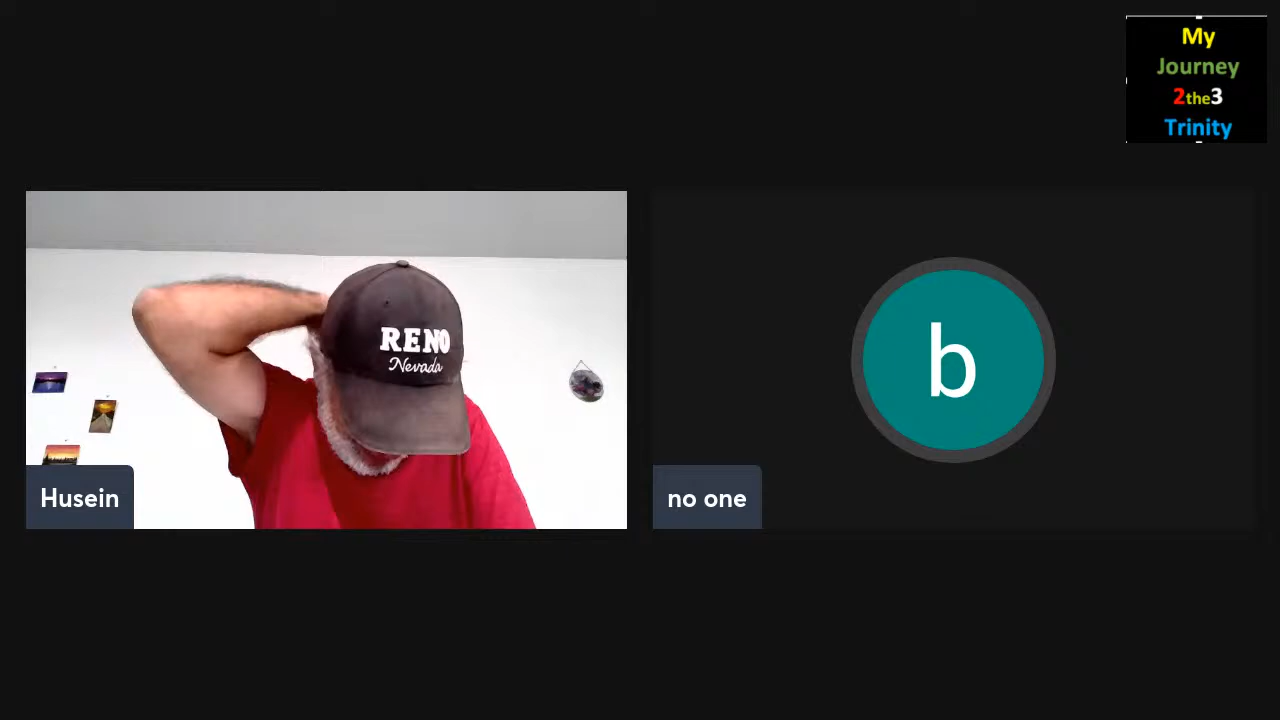 My
Journey
2the3
Trinity
RENO
Nevada
b
Husein
no one